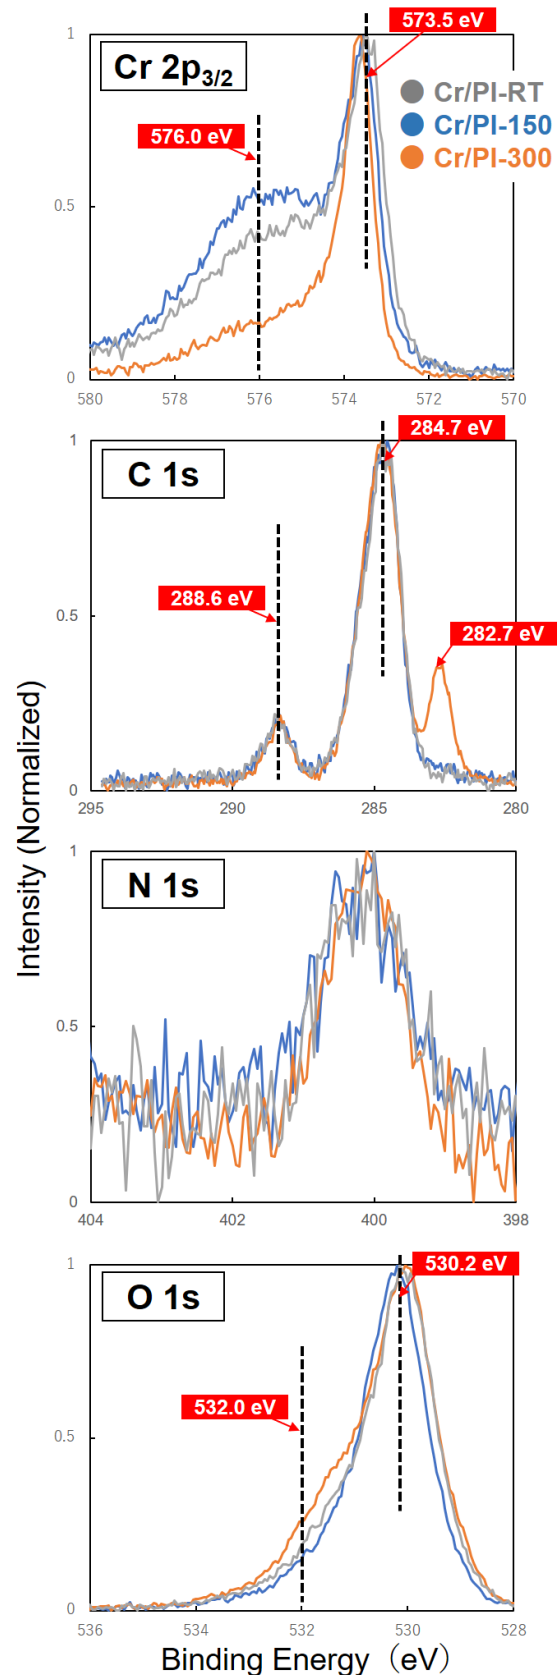 Cr 2p3/2
573.5 eV
Cr/PI-RT
Cr/PI-150
Cr/PI-300
576.0 eV
1
0.5
0
580 578 576 574 572 570
C 1s
284.7 eV
288.6 eV
282.7 eV
1
0.5
0
295 290 285 280
Intensity (Normalized)
N 1s
1
0.5
0
404 402 400 398
O 1s
530.2 eV
532.0 eV
1
0.5
0
536 534 532 530 528
Binding Energy （eV）